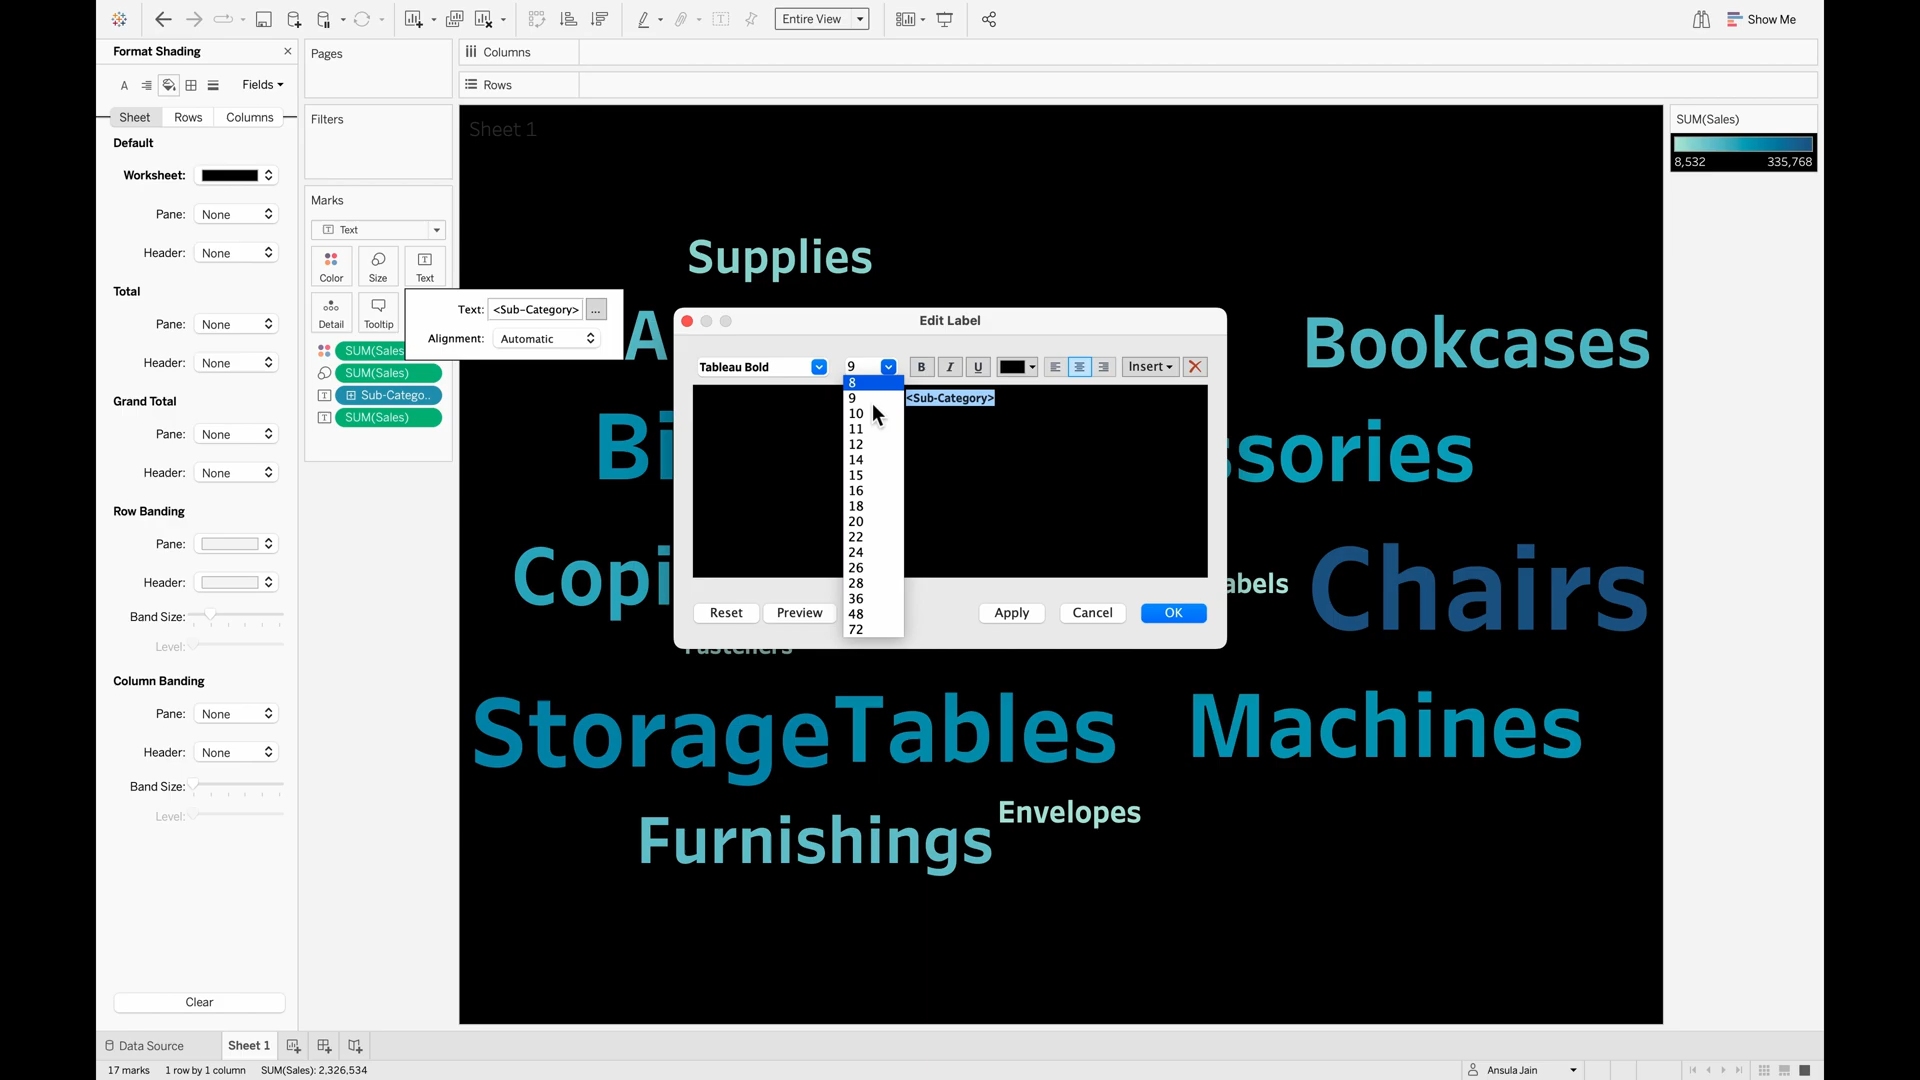 Entire View
Show Me
Format Shading
Fields
Sheet
Rows
Columns
Default
Worksheet:
Pane: None
Header: None
Total
Pane: None
Header: None
Grand Total
Pane: None
Header: None
Row Banding
Pane:
Header:
Band Size:
Level:
Column Banding
Pane: None
Header: None
Band Size:
Level:
Clear
Pages
Filters
Marks
Text
Color
Size
Text
Detail
Tooltip
SUM(Sales
SUM(Sales)
Sub-Catego..
SUM(Sales)
Text: <Sub-Category> ...
Alignment: Automatic
Columns
Rows
Sheet 1
Supplies
A
Bookcases
Bi
ssories
Copi
abels
Chairs
Storage
Tables
Machines
Envelopes
Furnishings
Edit Label
Tableau Bold
9
B I U
Insert
<Sub-Category>
8
9
10
11
12
14
15
16
18
20
22
24
26
28
36
48
72
Reset
Preview
Apply
Cancel
OK
SUM(Sales)
8,532
335,768
Data Source
Sheet 1
17 marks
1 row by 1 column
SUM(Sales): 2,326,534
Ansula Jain